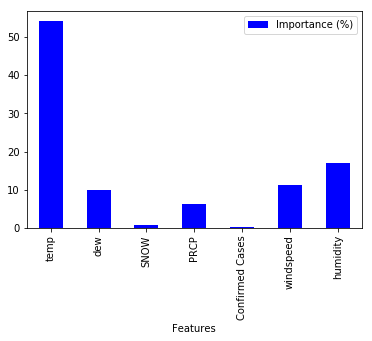 Importance (%)
50
40
30
20
10
0
temp
dew
SNOW
PRCP
Confirmed Cases
windspeed
humidity
Features